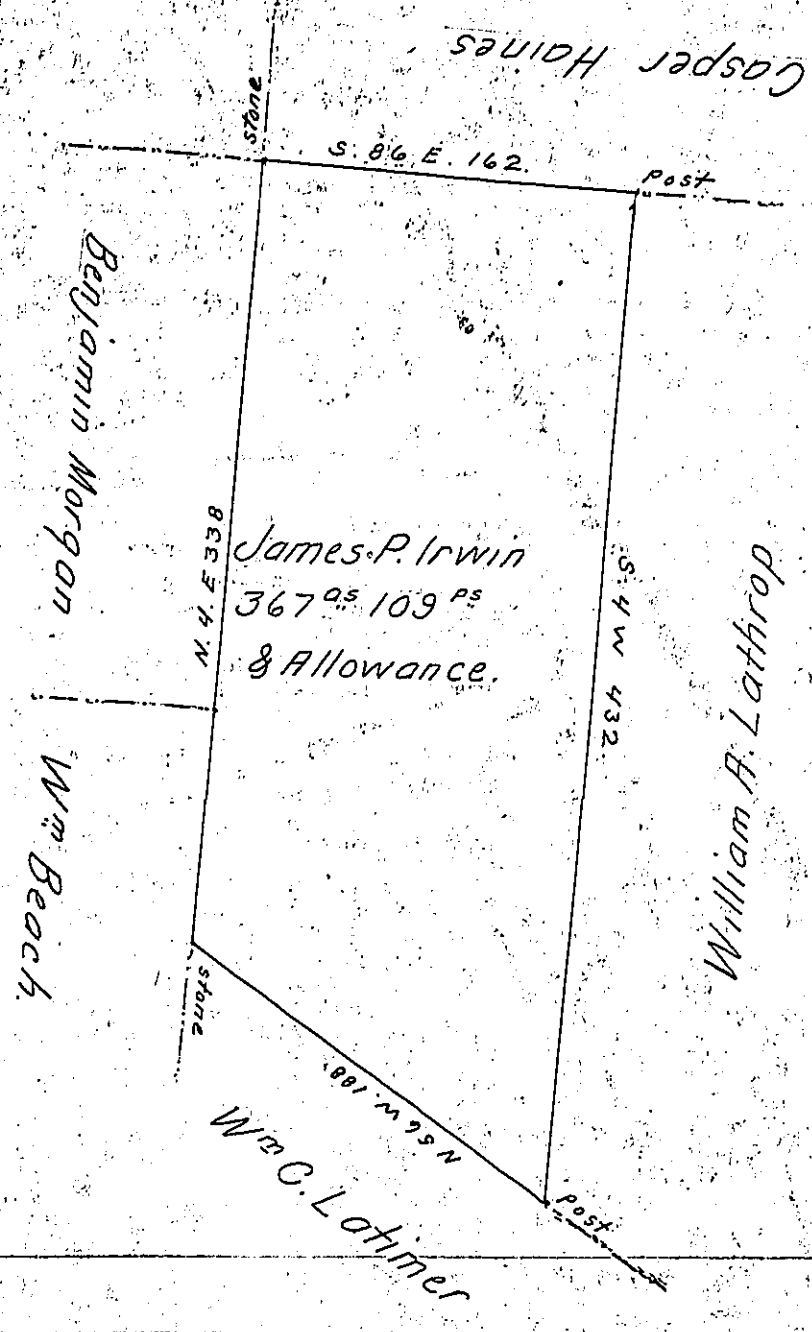 Casper Haines
stone
S. 86 E. 162.
Post
Benjamin Morgan
N. 4. E 338
James. P. Irwin
367 as 109 ps
& Allowance.
S. 4 W 432.
William A. Lathrop
Wm Beach.
stone
N 56 W. 188.
Wm C. Latimer
Post